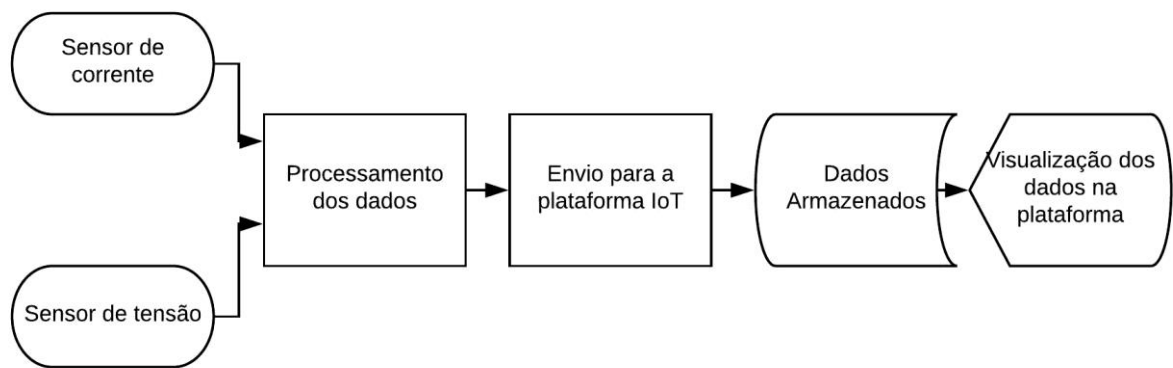 Sensor de
corrente
Sensor de tensão
Processamento
dos dados
Envio para a
plataforma IoT
Dados
Armazenados
Visualização dos
dados na
plataforma